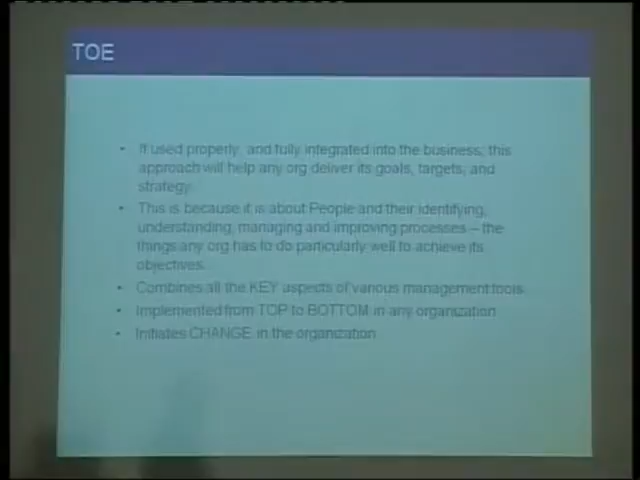 TOE
• If used properly, and fully integrated into the business, this
approach will help any org deliver its goals, targets, and
strategy.
• This is because it is about People and their identifying,
understanding, managing and improving processes – the
things any org has to do particularly well to achieve its
objectives.
• Combines all the KEY aspects of various management tools
• Implemented from TOP to BOTTOM in any organization
• Initiates CHANGE in the organization